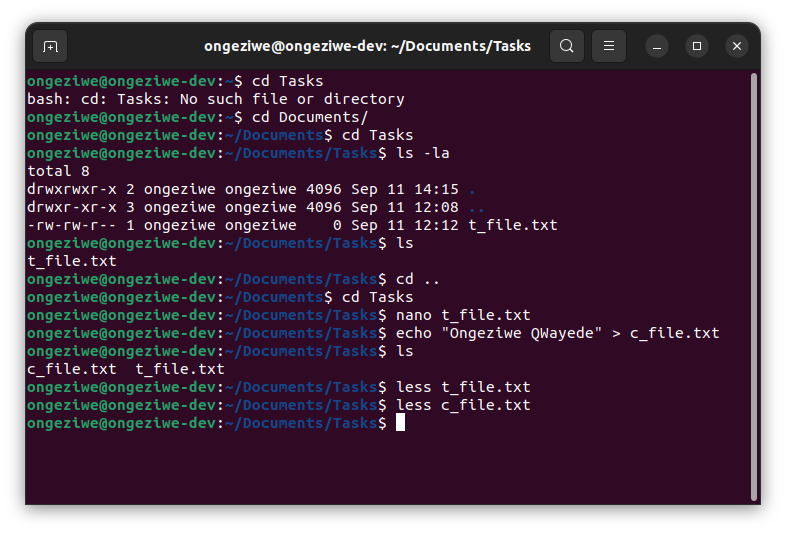 ongeziwe@ongeziwe-dev: ~/Documents/Tasks
ongeziwe@ongeziwe-dev:~$ cd Tasks
bash: cd: Tasks: No such file or directory
ongeziwe@ongeziwe-dev:~$ cd Documents/
ongeziwe@ongeziwe-dev:~/Documents$ cd Tasks
ongeziwe@ongeziwe-dev:~/Documents/Tasks$ ls -la
total 8
drwxrwxr-x 2 ongeziwe ongeziwe 4096 Sep 11 14:15 .
drwxr-xr-x 3 ongeziwe ongeziwe 4096 Sep 11 12:08 ..
-rw-rw-r-- 1 ongeziwe ongeziwe    0 Sep 11 12:12 t_file.txt
ongeziwe@ongeziwe-dev:~/Documents/Tasks$ ls
t_file.txt
ongeziwe@ongeziwe-dev:~/Documents/Tasks$ cd ..
ongeziwe@ongeziwe-dev:~/Documents$ cd Tasks
ongeziwe@ongeziwe-dev:~/Documents/Tasks$ nano t_file.txt
ongeziwe@ongeziwe-dev:~/Documents/Tasks$ echo "Ongeziwe QWayede" > c_file.txt
ongeziwe@ongeziwe-dev:~/Documents/Tasks$ ls
c_file.txt  t_file.txt
ongeziwe@ongeziwe-dev:~/Documents/Tasks$ less t_file.txt
ongeziwe@ongeziwe-dev:~/Documents/Tasks$ less c_file.txt
ongeziwe@ongeziwe-dev:~/Documents/Tasks$